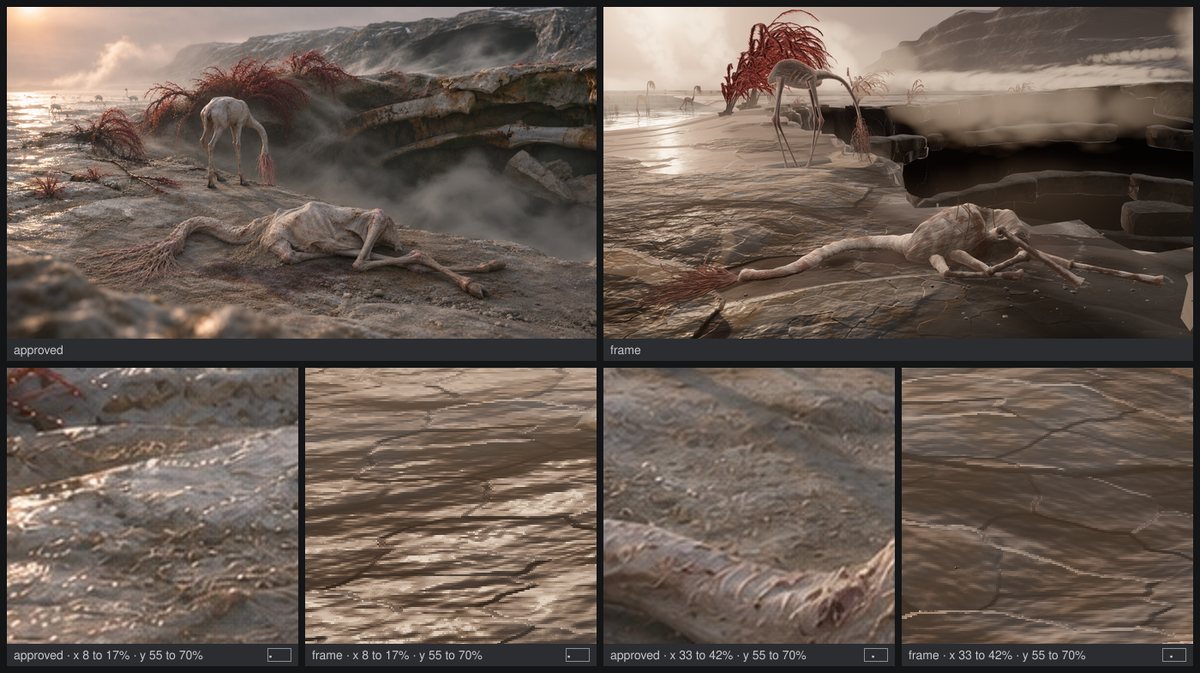 approved
frame
approved · x 8 to 17% · y 55 to 70%
frame · x 8 to 17% · y 55 to 70%
approved · x 33 to 42% · y 55 to 70%
frame · x 33 to 42% · y 55 to 70%